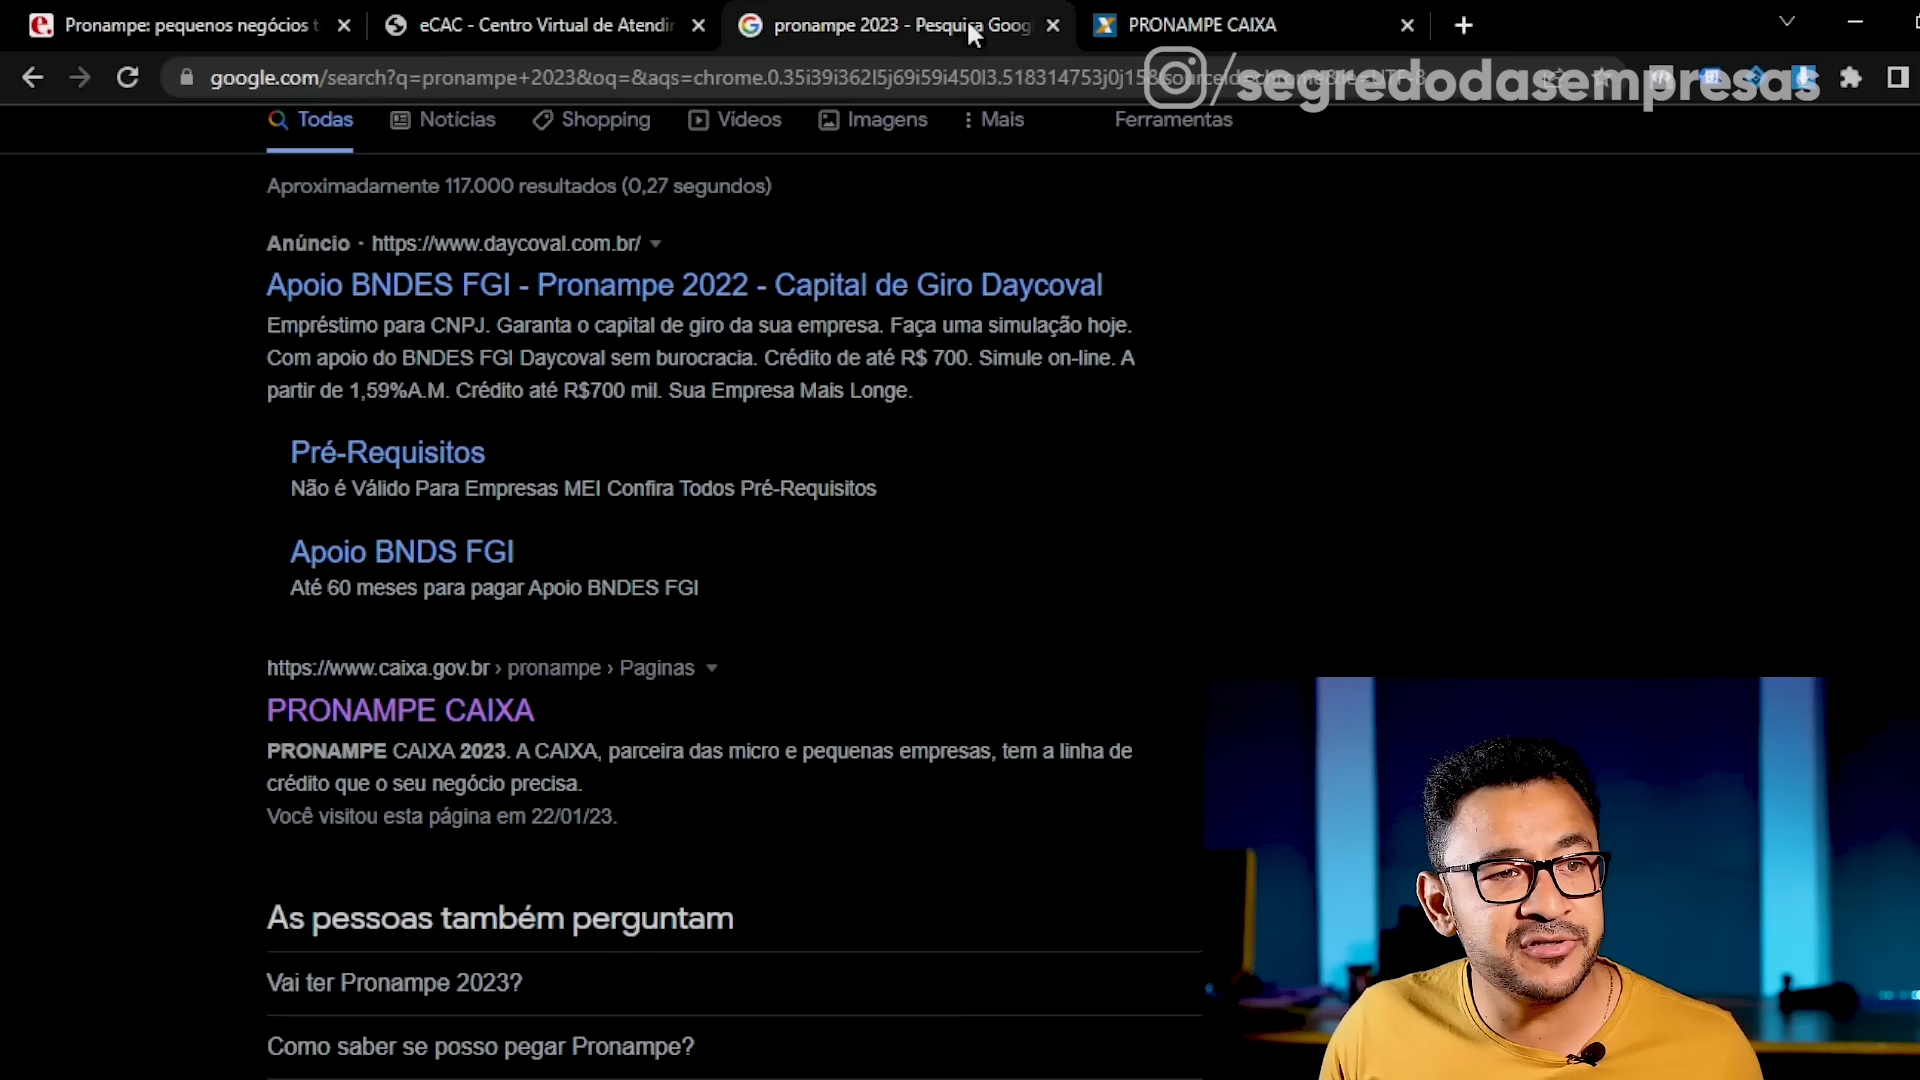 Pronampe: pequenos negócios t
eCAC - Centro Virtual de Atendir
pronampe 2023 - Pesquisa Goog
PRONAMPE CAIXA
google.com/search?q=pronampe+2023&oq=&aqs=chrome.0.35i39i362l5j69i59i450l3.518314753j0j15&sourceid=chrome&ie=UTF-8
/segredodasempresas
Todas
Notícias
Shopping
Vídeos
Imagens
Mais
Ferramentas
Aproximadamente 117.000 resultados (0,27 segundos)
Anúncio · https://www.daycoval.com.br/
Apoio BNDES FGI - Pronampe 2022 - Capital de Giro Daycoval
Empréstimo para CNPJ. Garanta o capital de giro da sua empresa. Faça uma simulação hoje.
Com apoio do BNDES FGI Daycoval sem burocracia. Crédito de até R$ 700. Simule on-line. A
partir de 1,59%A.M. Crédito até R$700 mil. Sua Empresa Mais Longe.
Pré-Requisitos
Não é Válido Para Empresas MEI Confira Todos Pré-Requisitos
Apoio BNDS FGI
Até 60 meses para pagar Apoio BNDES FGI
https://www.caixa.gov.br › pronampe › Paginas
PRONAMPE CAIXA
PRONAMPE CAIXA 2023. A CAIXA, parceira das micro e pequenas empresas, tem a linha de
crédito que o seu negócio precisa.
Você visitou esta página em 22/01/23.
As pessoas também perguntam
Vai ter Pronampe 2023?
Como saber se posso pegar Pronampe?